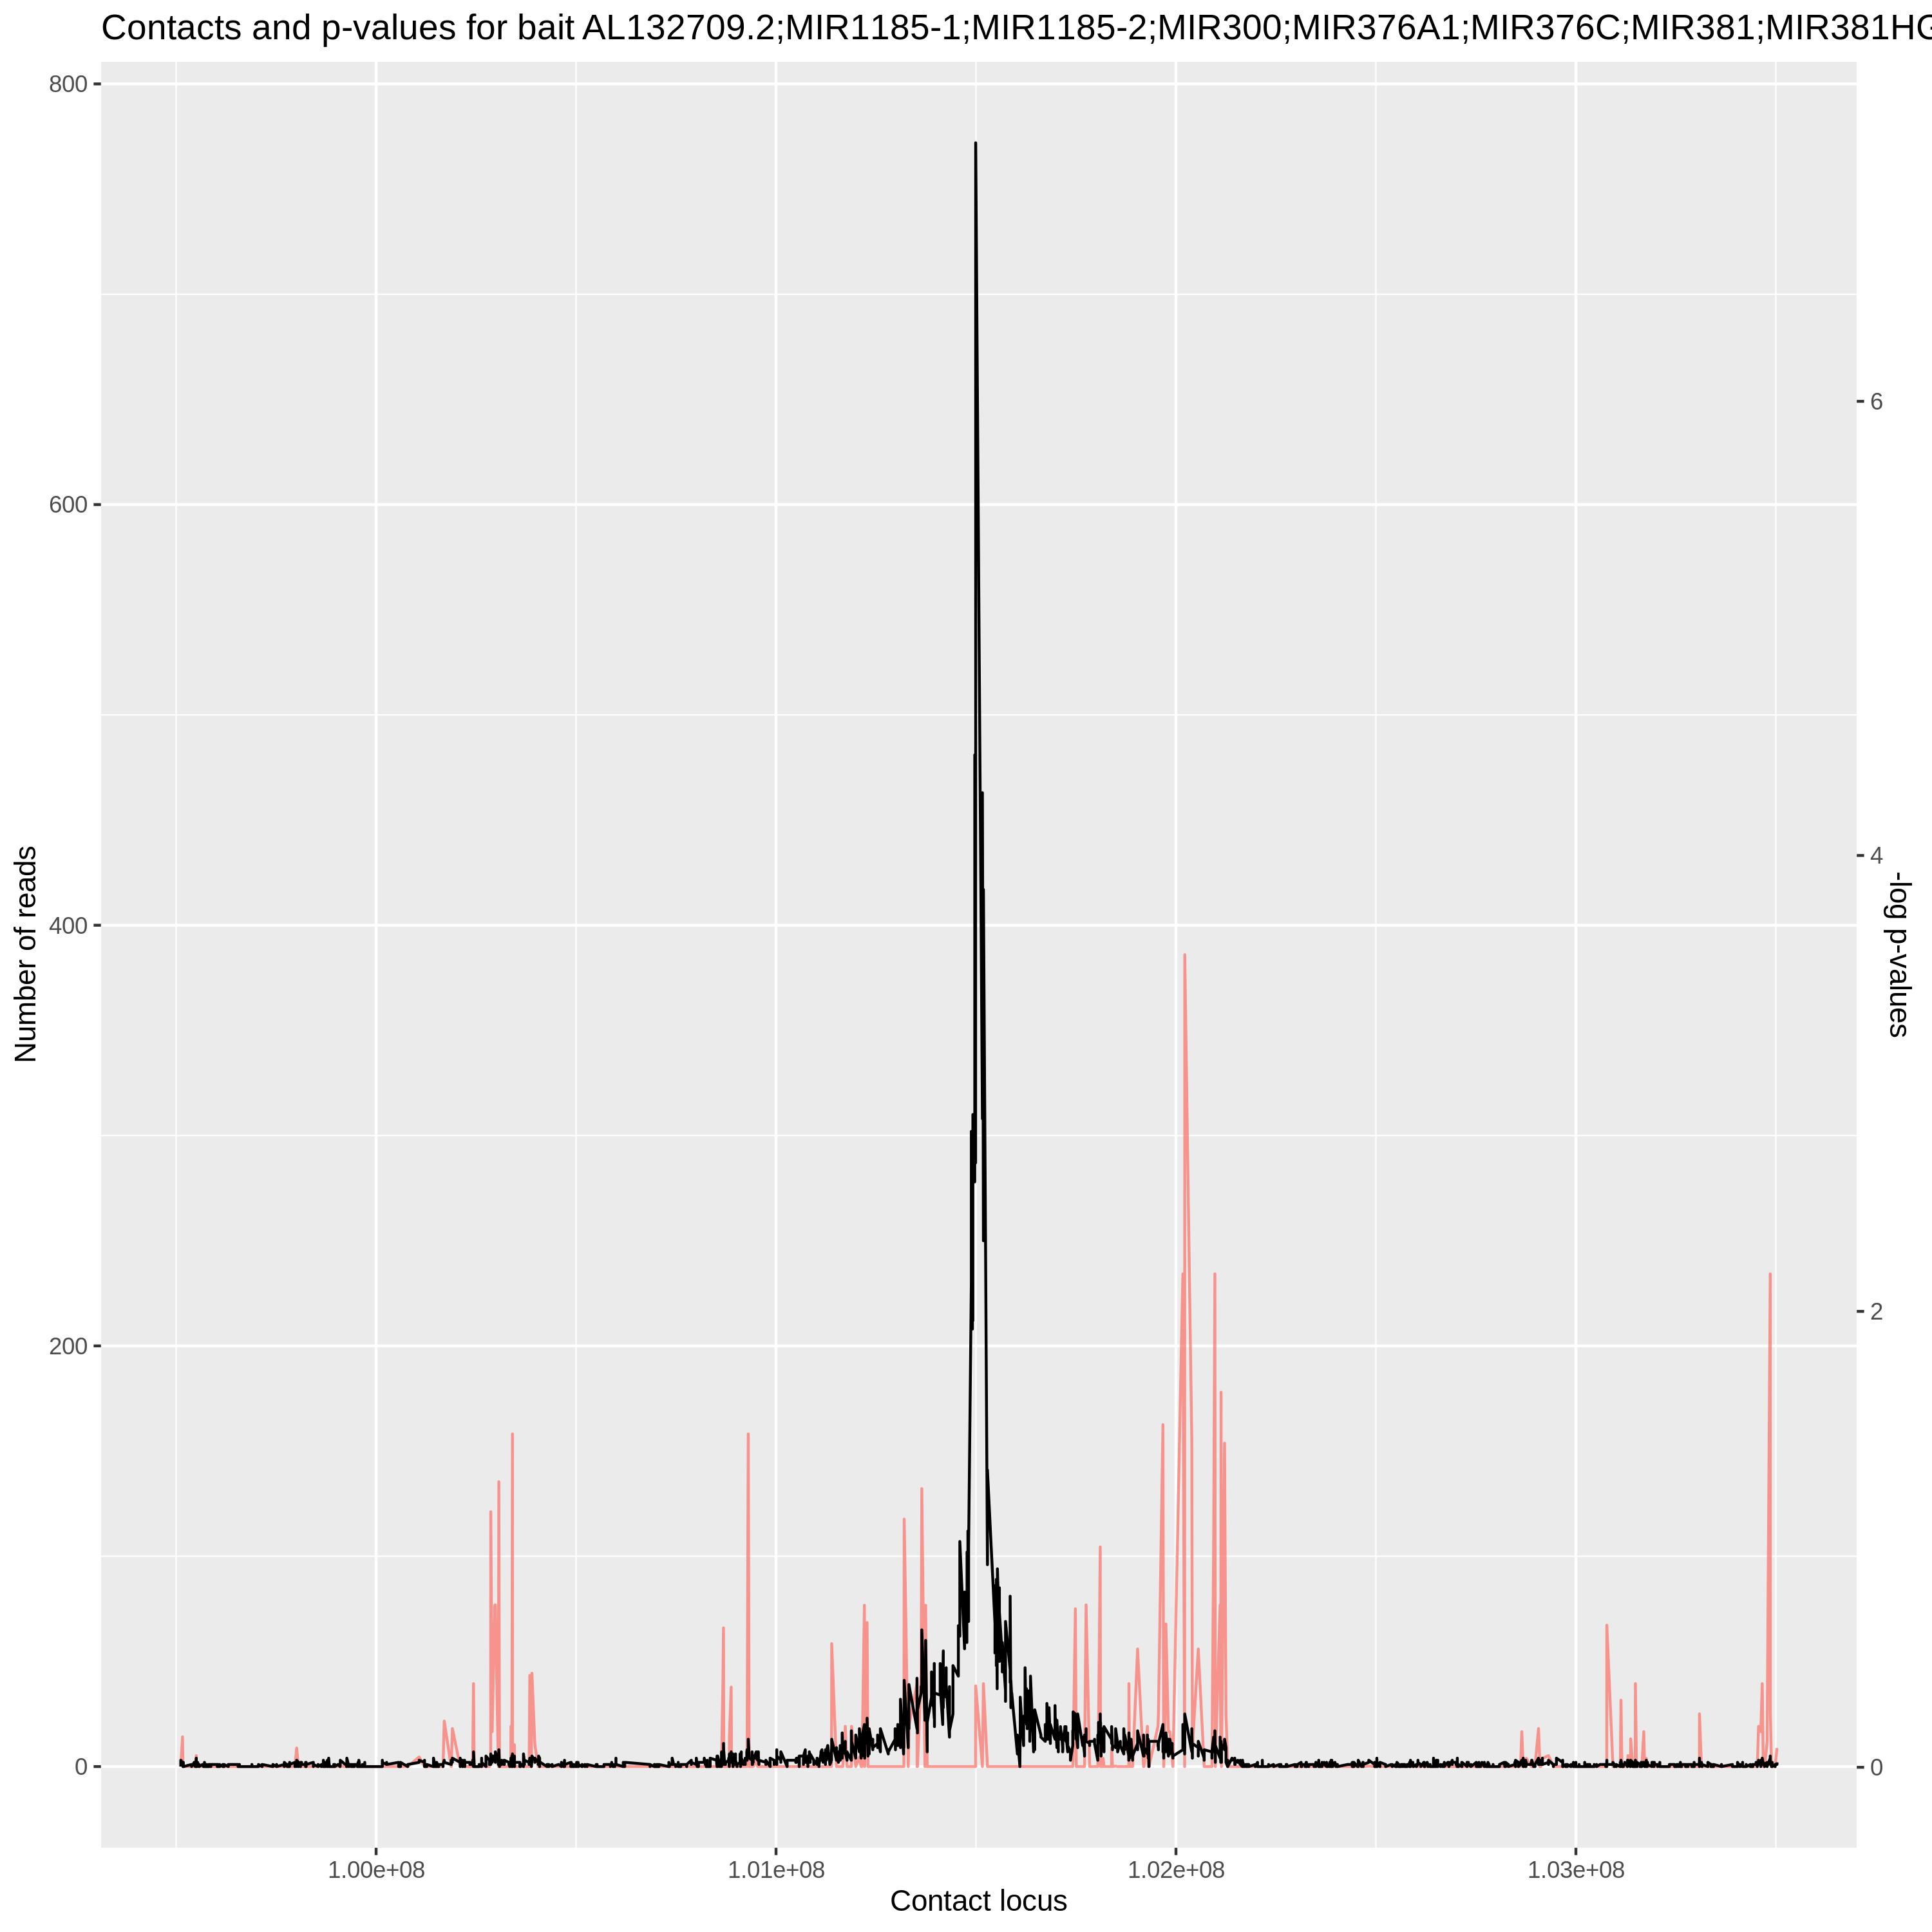 Contacts and p-values for bait AL132709.2;MIR1185-1;MIR1185-2;MIR300;MIR376A1;MIR376C;MIR381;MIR381HG
800
600
400
200
0
Number of reads
6
4
2
0
-log p-values
1.00e+08
1.01e+08
1.02e+08
1.03e+08
Contact locus